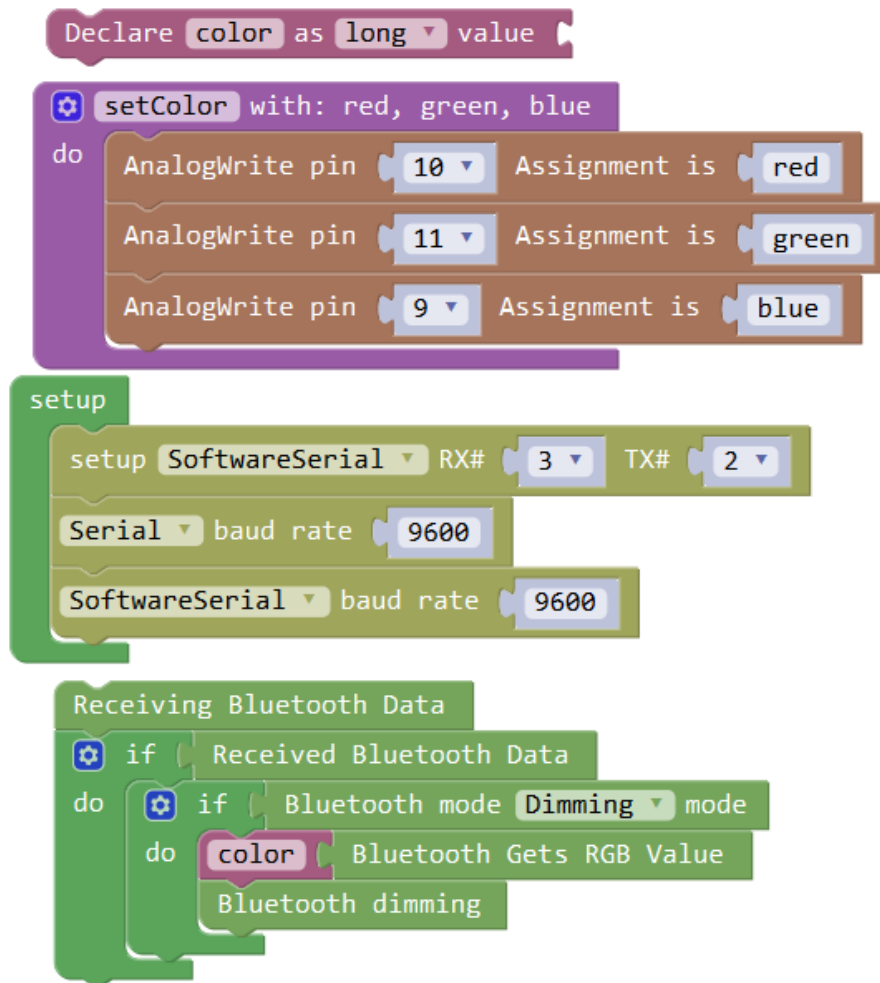 Declare color as long value
setColor with: red, green, blue
do AnalogWrite pin 10 Assignment is red
AnalogWrite pin 11 Assignment is green
AnalogWrite pin 9 Assignment is blue
setup
setup SoftwareSerial RX# 3 TX# 2
Serial baud rate 9600
SoftwareSerial baud rate 9600
Receiving Bluetooth Data
if Received Bluetooth Data
do if Bluetooth mode Dimming mode
do color Bluetooth Gets RGB Value
Bluetooth dimming